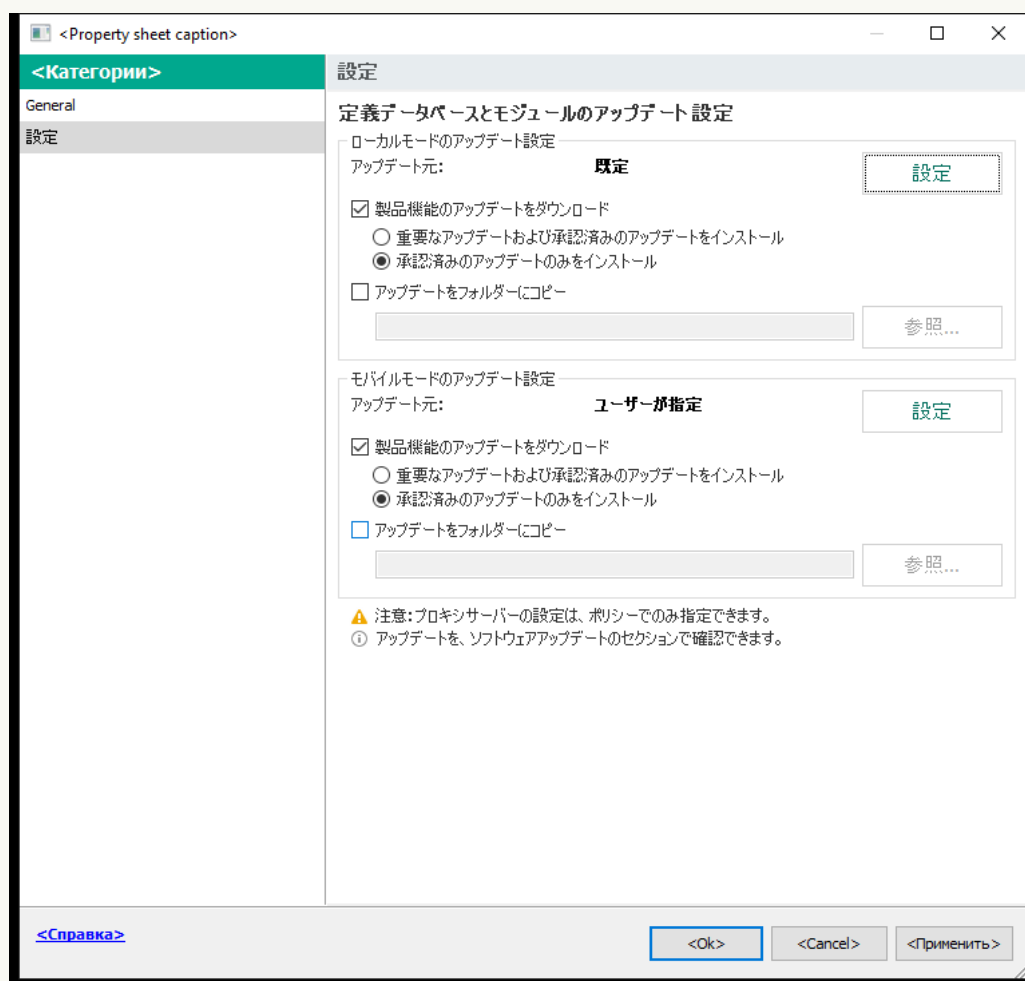 <Property sheet caption>
<Категории>
General
設定
設定
定義データベースとモジュールのアップデート設定
ローカルモードのアップデート設定
アップデート元: 既定
設定
製品機能のアップデートをダウンロード
重要なアップデートおよび承認済みのアップデートをインストール
承認済みのアップデートのみをインストール
アップデートをフォルダーにコピー
参照...
モバイルモードのアップデート設定
アップデート元: ユーザーが指定
設定
製品機能のアップデートをダウンロード
重要なアップデートおよび承認済みのアップデートをインストール
承認済みのアップデートのみをインストール
アップデートをフォルダーにコピー
参照...
注意:プロキシサーバーの設定は、ポリシーでのみ指定できます。
アップデートを、ソフトウェアアップデートのセクションで確認できます。
<Справка>
<Ok> <Cancel> <Применить>